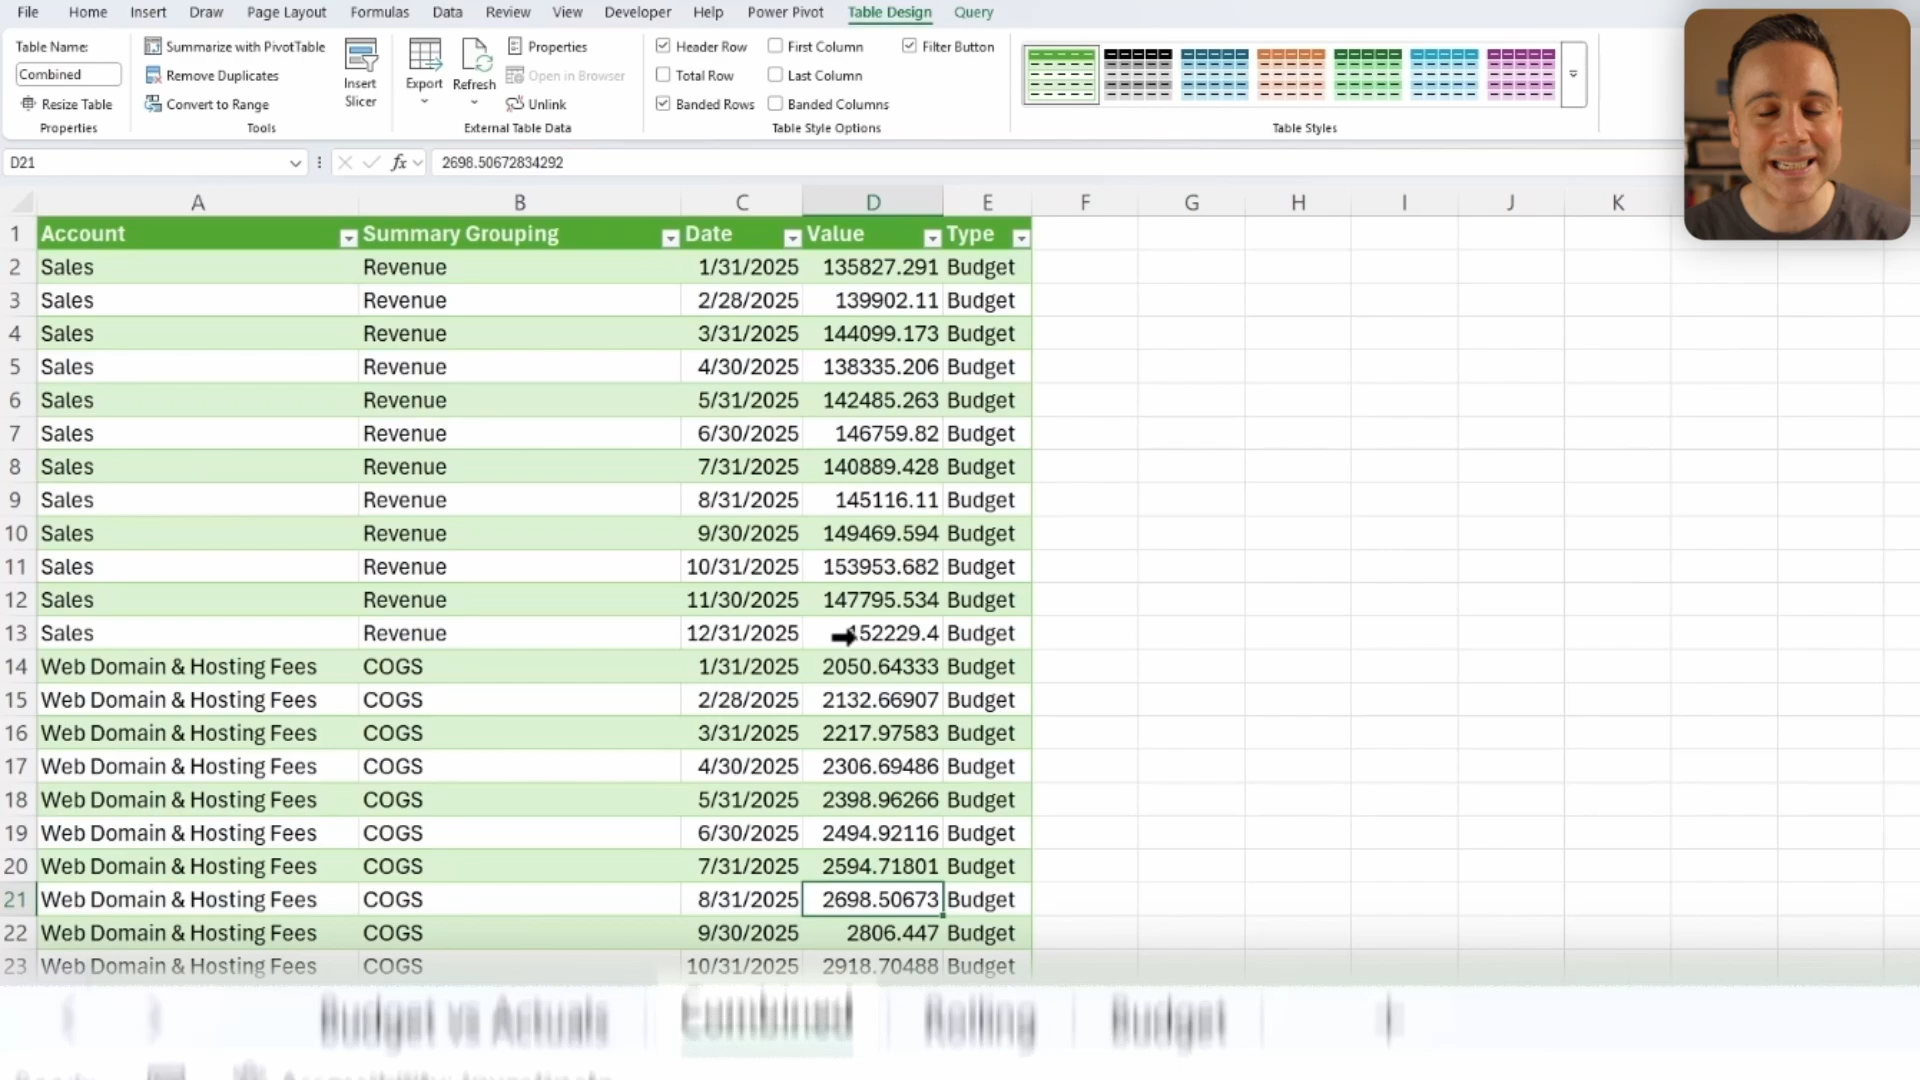 File Home Insert Draw Page Layout Formulas Data Review View Developer Help Power Pivot Table Design Query
Table Name: Summarize with PivotTable Properties Header Row First Column Filter Button
Combined Remove Duplicates Insert Slicer Export Refresh Open in Browser Total Row Last Column
Resize Table Convert to Range Unlink Banded Rows Banded Columns
Properties Tools External Table Data Table Style Options Table Styles
D21 fx 2698.50672834292
A B C D E F G H I J K
1 Account Summary Grouping Date Value Type
2 Sales Revenue 1/31/2025 135827.291 Budget
3 Sales Revenue 2/28/2025 139902.11 Budget
4 Sales Revenue 3/31/2025 144099.173 Budget
5 Sales Revenue 4/30/2025 138335.206 Budget
6 Sales Revenue 5/31/2025 142485.263 Budget
7 Sales Revenue 6/30/2025 146759.82 Budget
8 Sales Revenue 7/31/2025 140889.428 Budget
9 Sales Revenue 8/31/2025 145116.11 Budget
10 Sales Revenue 9/30/2025 149469.594 Budget
11 Sales Revenue 10/31/2025 153953.682 Budget
12 Sales Revenue 11/30/2025 147795.534 Budget
13 Sales Revenue 12/31/2025 152229.4 Budget
14 Web Domain & Hosting Fees COGS 1/31/2025 2050.64333 Budget
15 Web Domain & Hosting Fees COGS 2/28/2025 2132.66907 Budget
16 Web Domain & Hosting Fees COGS 3/31/2025 2217.97583 Budget
17 Web Domain & Hosting Fees COGS 4/30/2025 2306.69486 Budget
18 Web Domain & Hosting Fees COGS 5/31/2025 2398.96266 Budget
19 Web Domain & Hosting Fees COGS 6/30/2025 2494.92116 Budget
20 Web Domain & Hosting Fees COGS 7/31/2025 2594.71801 Budget
21 Web Domain & Hosting Fees COGS 8/31/2025 2698.50673 Budget
22 Web Domain & Hosting Fees COGS 9/30/2025 2806.447 Budget
23 Web Domain & Hosting Fees COGS 10/31/2025 2918.70488 Budget
Budget vs Actuals Combined Rolling Budget